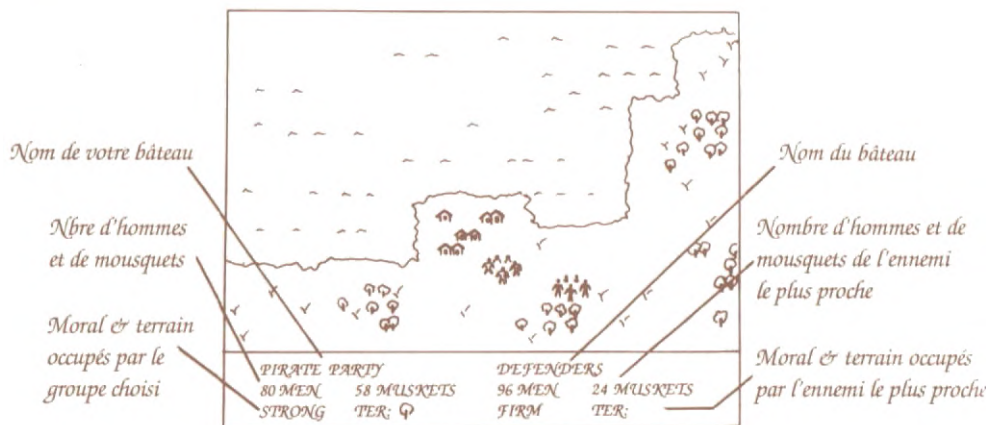 Nom de votre bâteau
Nbre d'hommes
et de mousquets
Moral & terrain
occupés par le
groupe choisi
Nom du bâteau
Nombre d'hommes et de
mousquets de l'ennemi
le plus proche
Moral & terrain occupés
par l'ennemi le plus proche
PIRATE PARTY
80 MEN 58 MUSKETS
STRONG TER:
DEFENDERS
96 MEN 24 MUSKETS
FIRM TER: